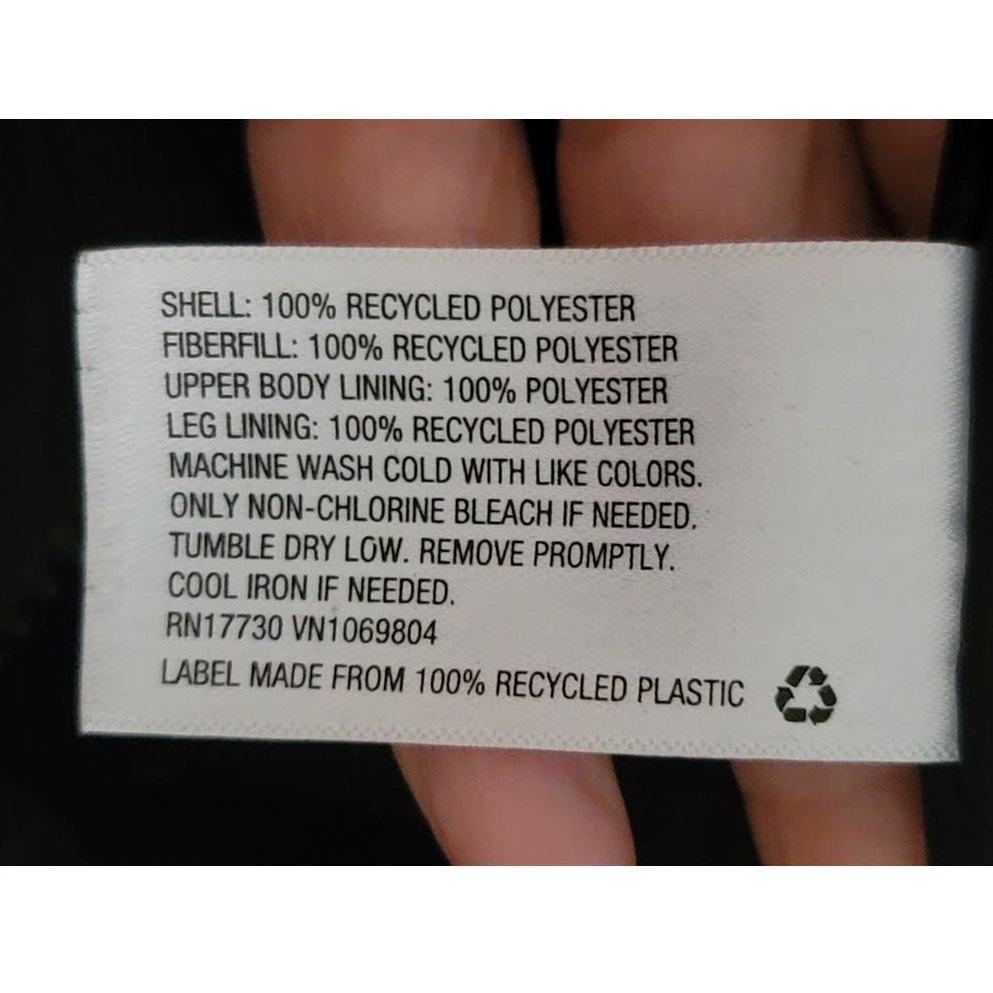 SHELL: 100% RECYCLED POLYESTER
FIBERFILL: 100% RECYCLED POLYESTER
UPPER BODY LINING: 100% POLYESTER
LEG LINING: 100% RECYCLED POLYESTER
MACHINE WASH COLD WITH LIKE COLORS.
ONLY NON-CHLORINE BLEACH IF NEEDED.
TUMBLE DRY LOW. REMOVE PROMPTLY.
COOL IRON IF NEEDED.
RN17730 VN1069804
LABEL MADE FROM 100% RECYCLED PLASTIC